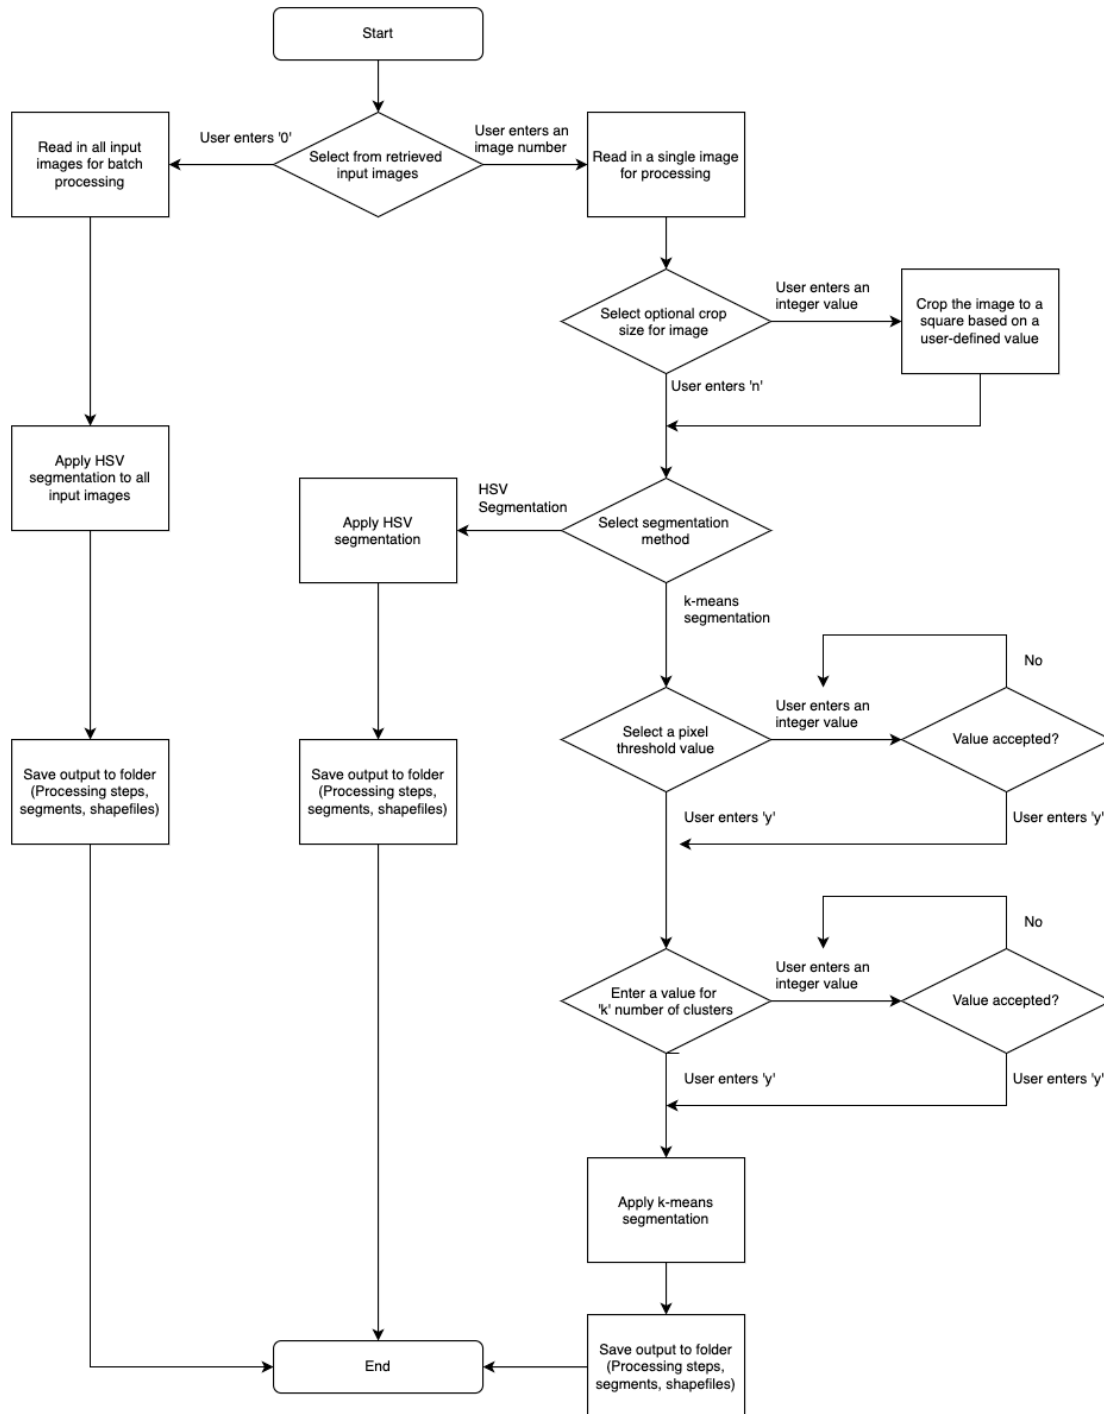 Start
User enters '0'
User enters an
image number
Read in all input
images for batch
processing
Select from retrieved
input images
Read in a single image
for processing
User enters an
integer value
Select optional crop
size for image
Crop the image to a
square based on a
user-defined value
User enters 'n'
Apply HSV
segmentation to all
input images
HSV
Segmentation
Apply HSV
segmentation
Select segmentation
method
k-means
segmentation
No
User enters an
integer value
Select a pixel
threshold value
Value accepted?
Save output to folder
(Processing steps,
segments, shapefiles)
Save output to folder
(Processing steps,
segments, shapefiles)
User enters 'y'
User enters 'y'
No
User enters an
integer value
Enter a value for
'k' number of clusters
Value accepted?
User enters 'y'
User enters 'y'
Apply k-means
segmentation
Save output to folder
(Processing steps,
segments, shapefiles)
End